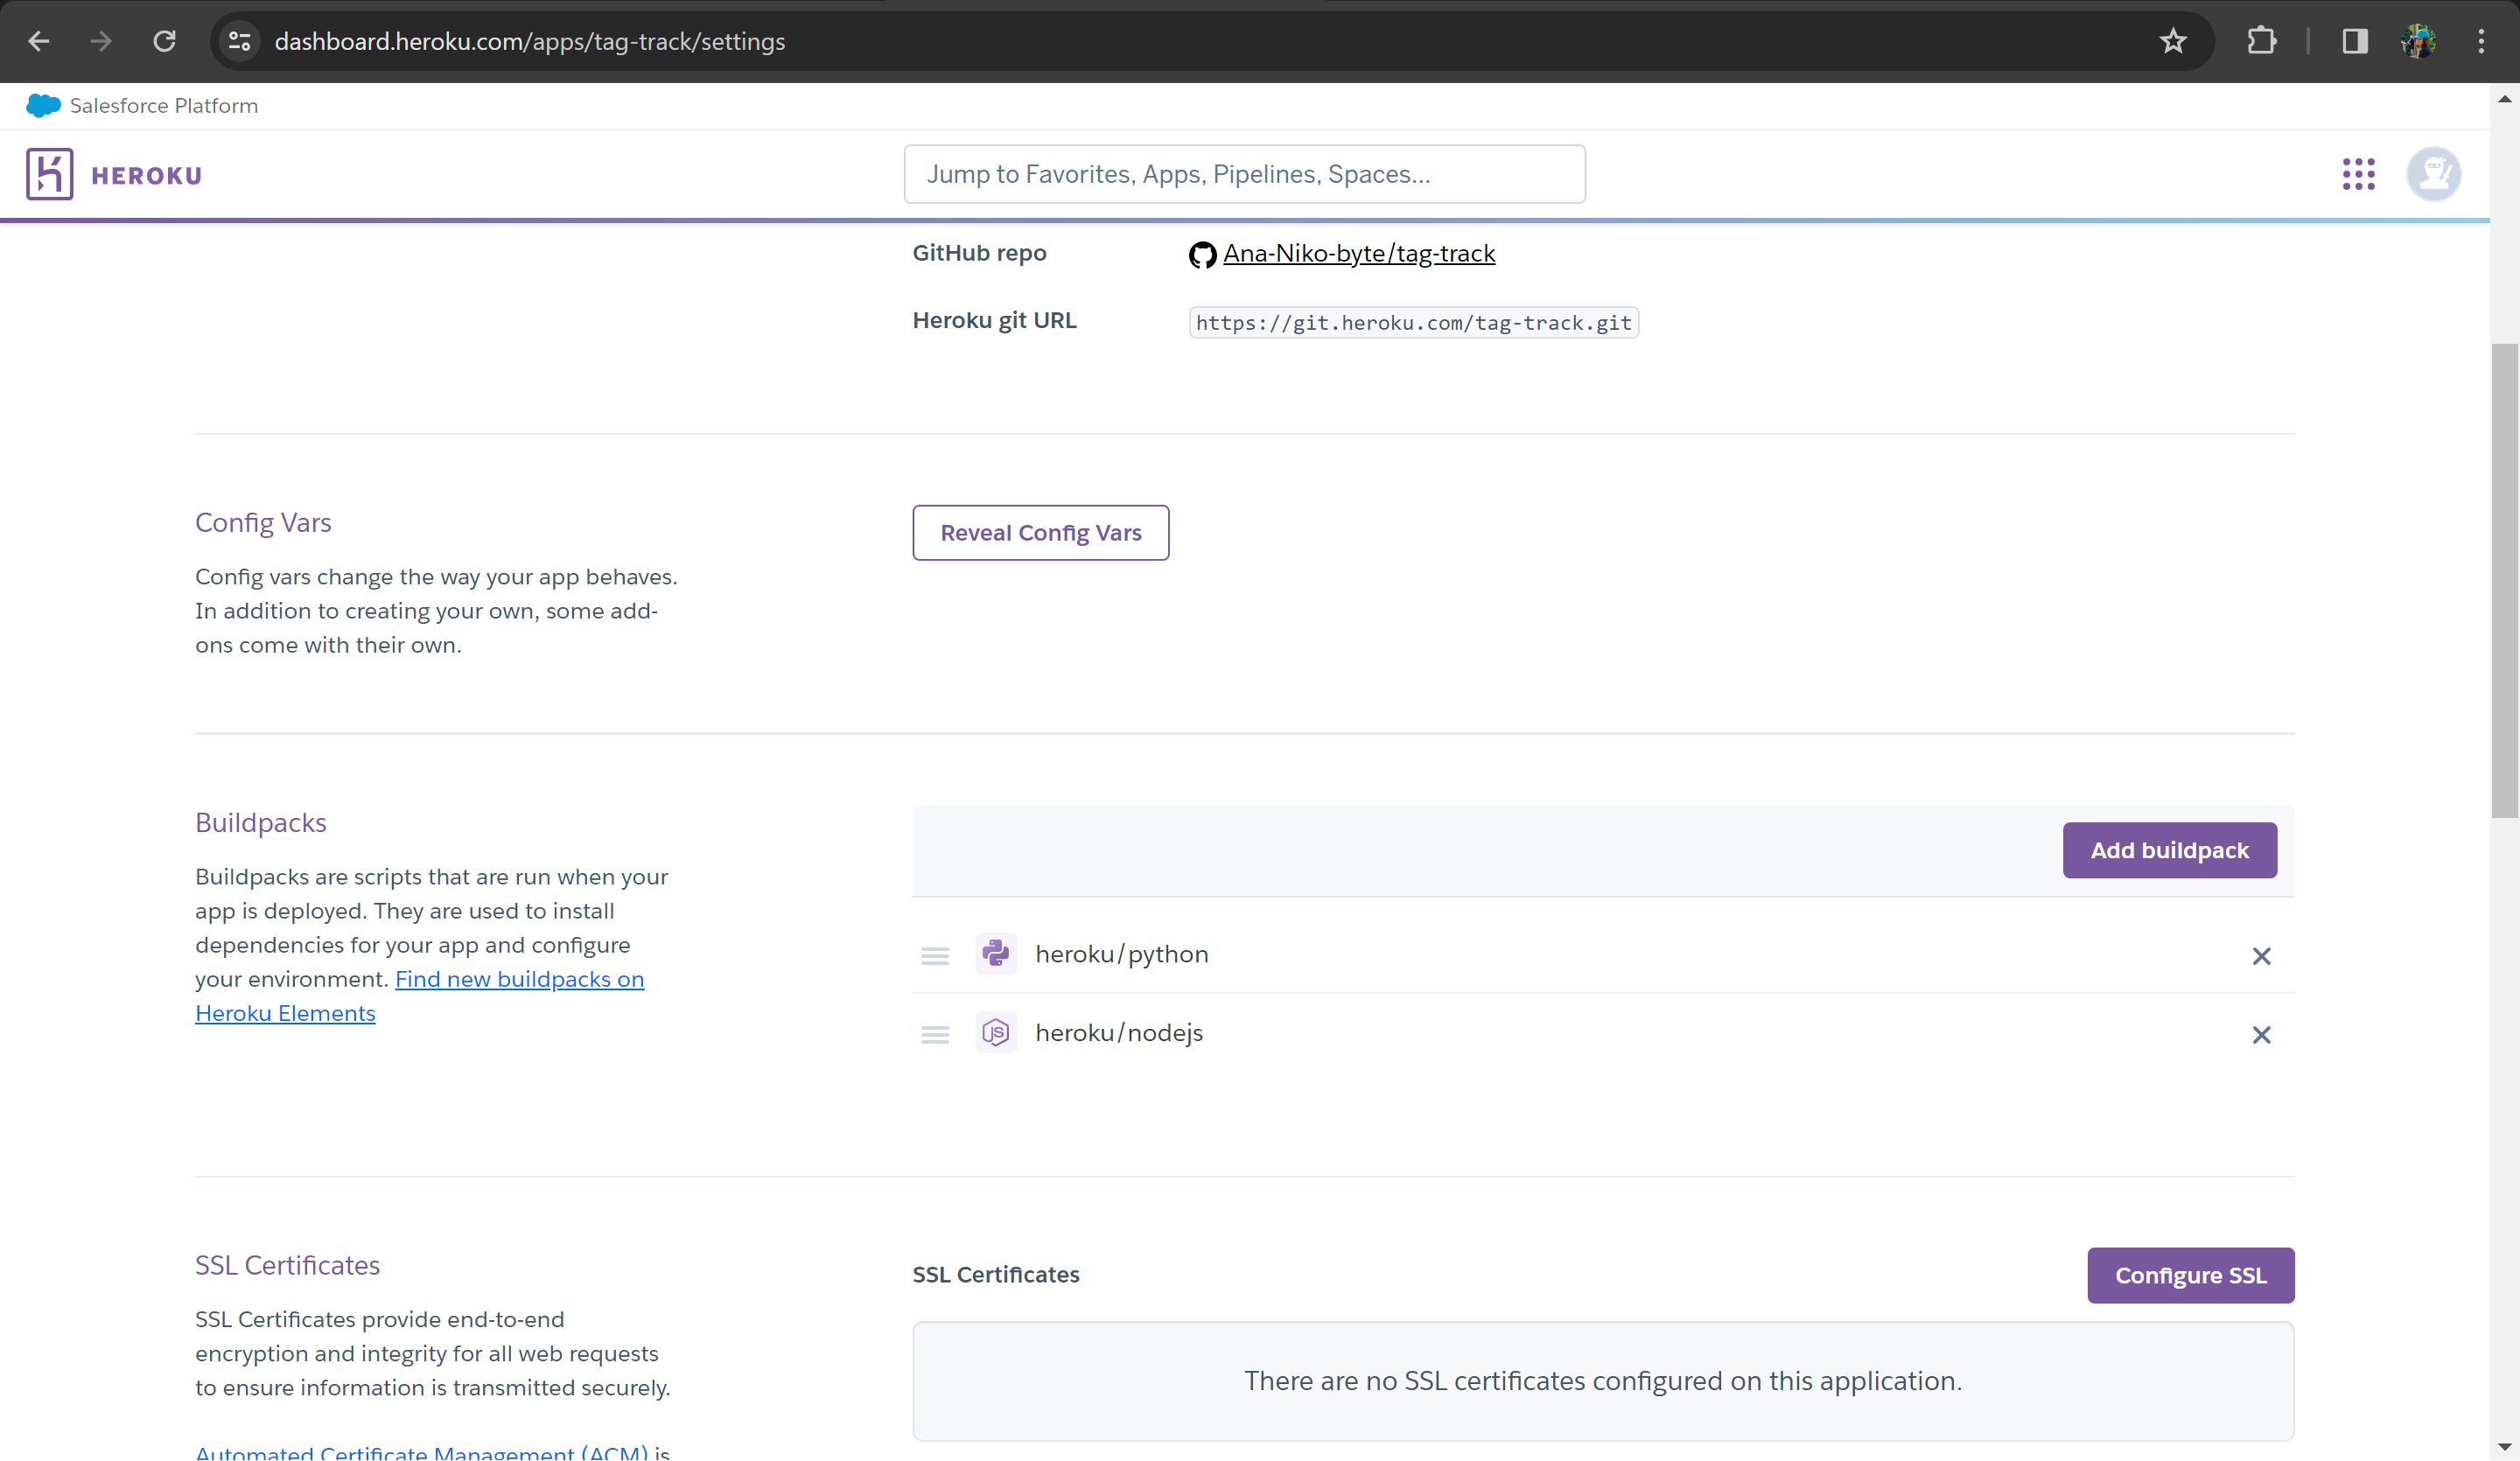 dashboard.heroku.com/apps/tag-track/settings
Salesforce Platform
HEROKU
Jump to Favorites, Apps, Pipelines, Spaces...
GitHub repo
Ana-Niko-byte/tag-track
Heroku git URL
https://git.heroku.com/tag-track.git
Config Vars
Config vars change the way your app behaves.
In addition to creating your own, some add-
ons come with their own.
Reveal Config Vars
Buildpacks
Buildpacks are scripts that are run when your
app is deployed. They are used to install
dependencies for your app and configure
your environment. Find new buildpacks on
Heroku Elements
Add buildpack
heroku/python
JS
heroku/nodejs
SSL Certificates
SSL Certificates provide end-to-end
encryption and integrity for all web requests
to ensure information is transmitted securely.
Automated Certificate Management (ACM) is
SSL Certificates
Configure SSL
There are no SSL certificates configured on this application.